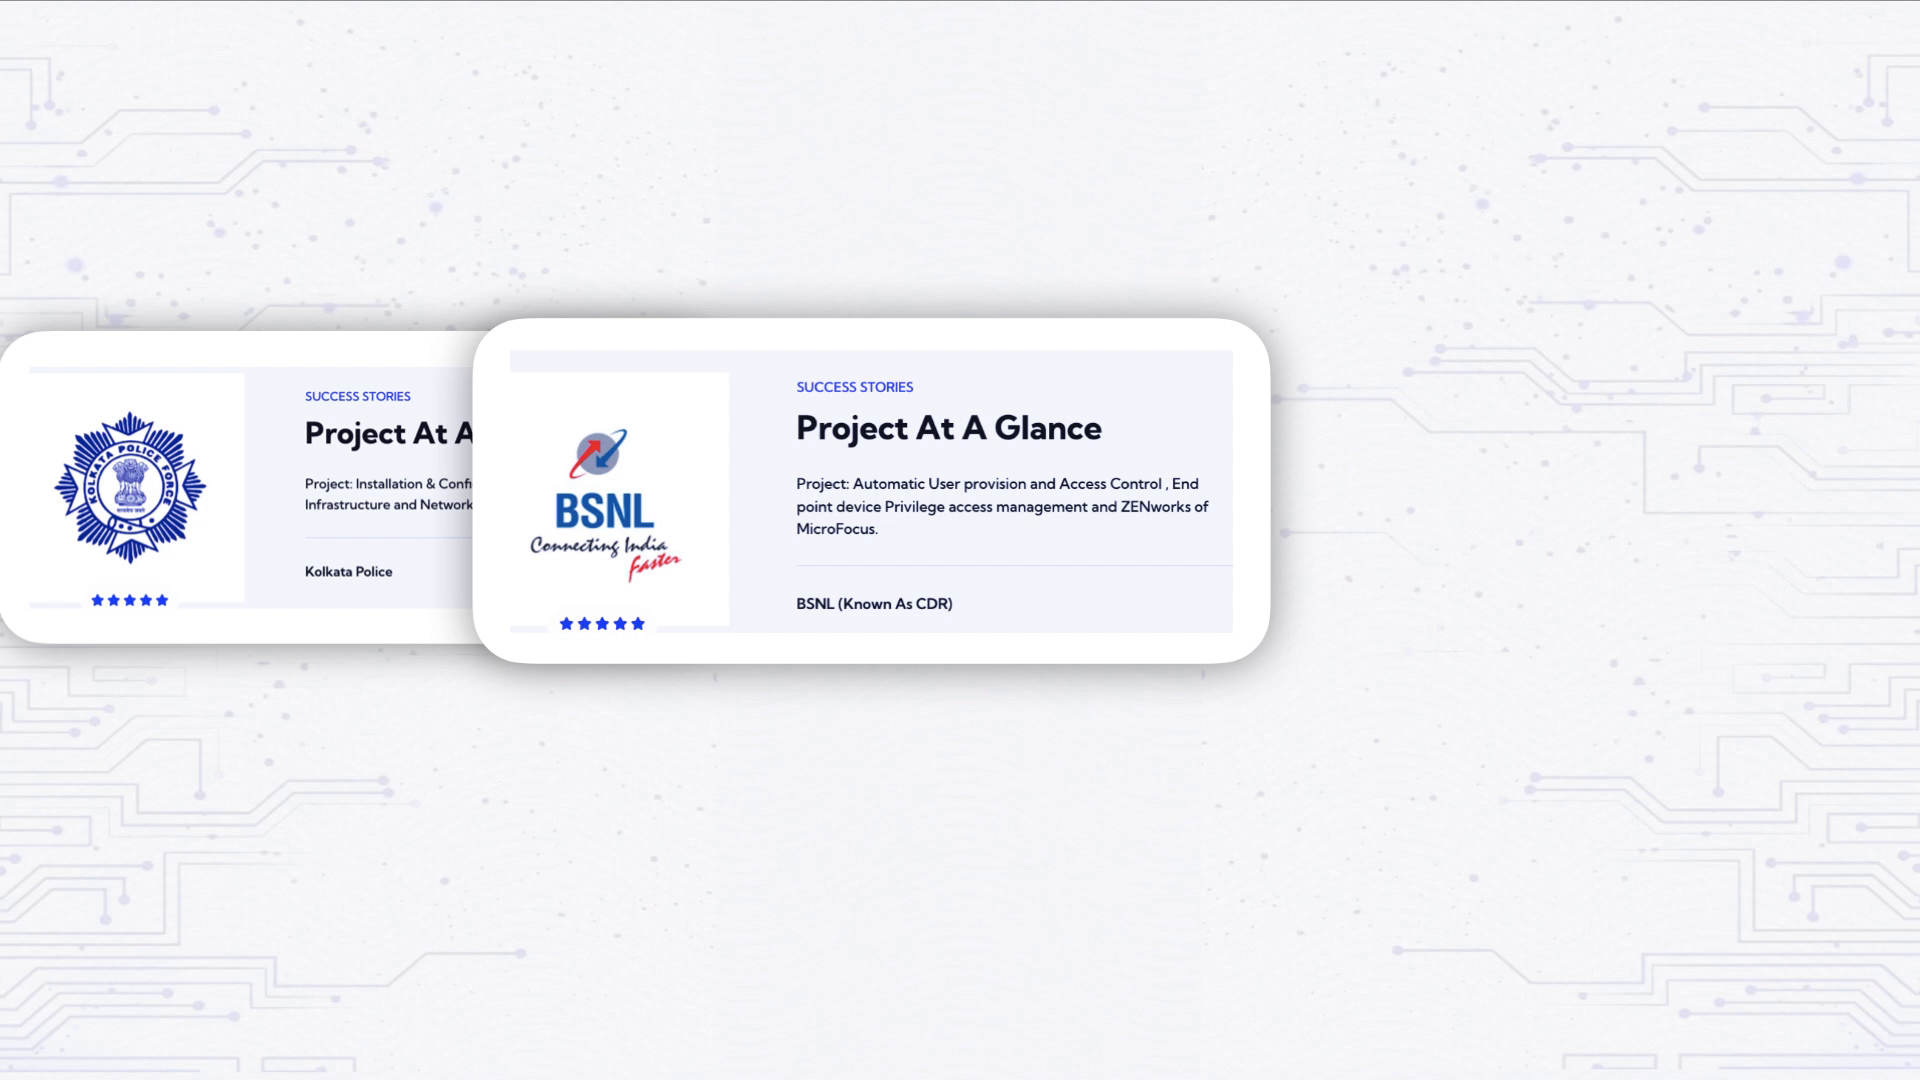 KOLKATA POLICE FORCE
SUCCESS STORIES
Project At A
Project: Installation & Confi
Infrastructure and Network
Kolkata Police
BSNL
Connecting India
Faster
SUCCESS STORIES
Project At A Glance
Project: Automatic User provision and Access Control , End
point device Privilege access management and ZENworks of
MicroFocus.
BSNL (Known As CDR)